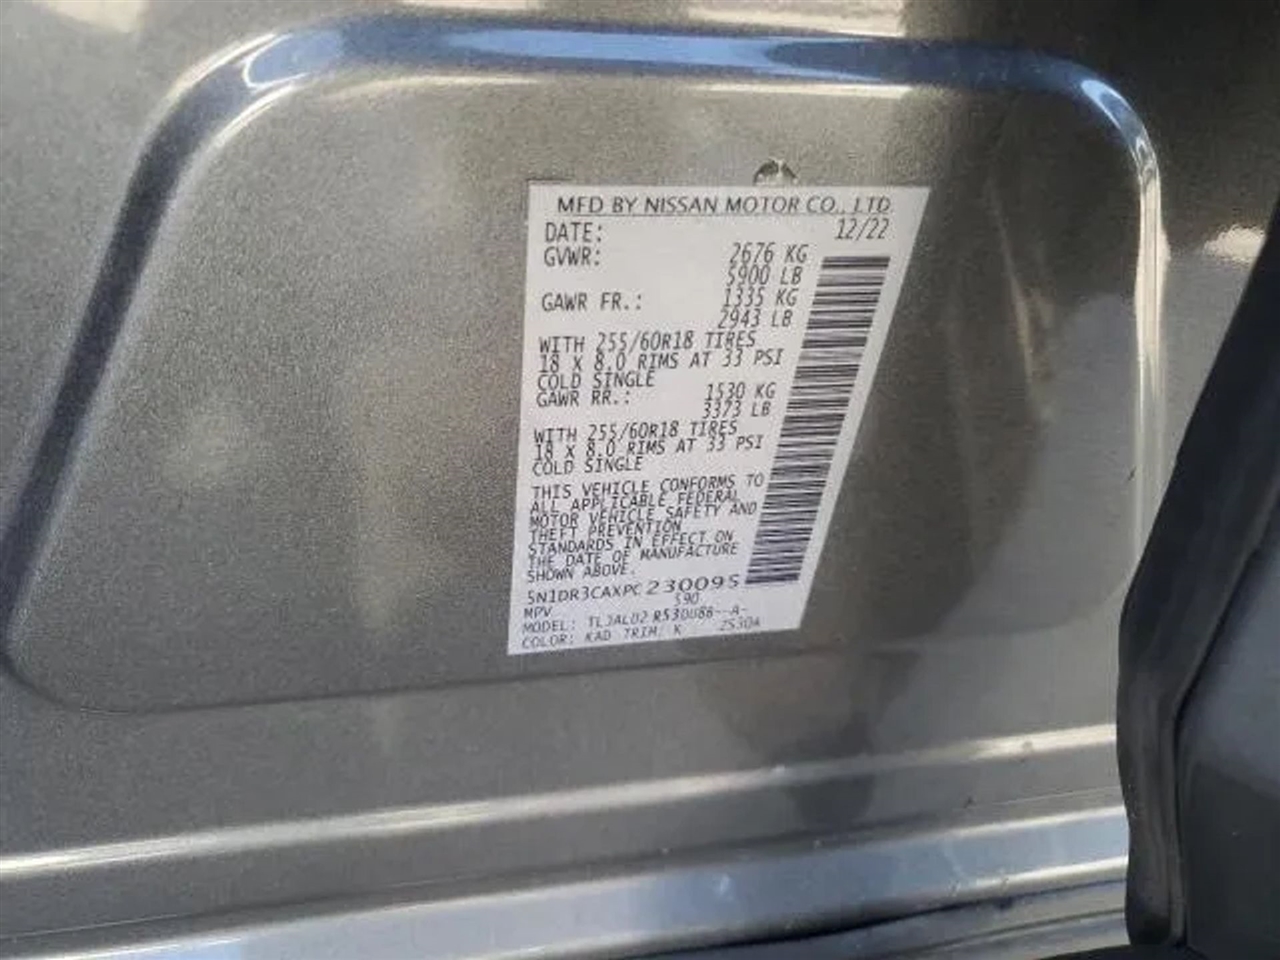 MFD BY NISSAN MOTOR CO., LTD
DATE: 12/22
GVWR: 2676 KG
5900 LB
GAWR FR.: 1335 KG
2943 LB
WITH 255/60R18 TIRES
18 X 8.0 RIMS AT 33 PSI
COLD SINGLE
GAWR RR.: 1530 KG
3373 LB
WITH 255/60R18 TIRES
18 X 8.0 RIMS AT 33 PSI
COLD SINGLE
THIS VEHICLE CONFORMS TO
ALL APPLICABLE FEDERAL
MOTOR VEHICLE SAFETY AND
THEFT PREVENTION
STANDARDS IN EFFECT ON
THE DATE OF MANUFACTURE
SHOWN ABOVE.
5N1DR3CAXPC230095
MPV 590
MODEL:
COLOR: KAD TRIM: K 2530A